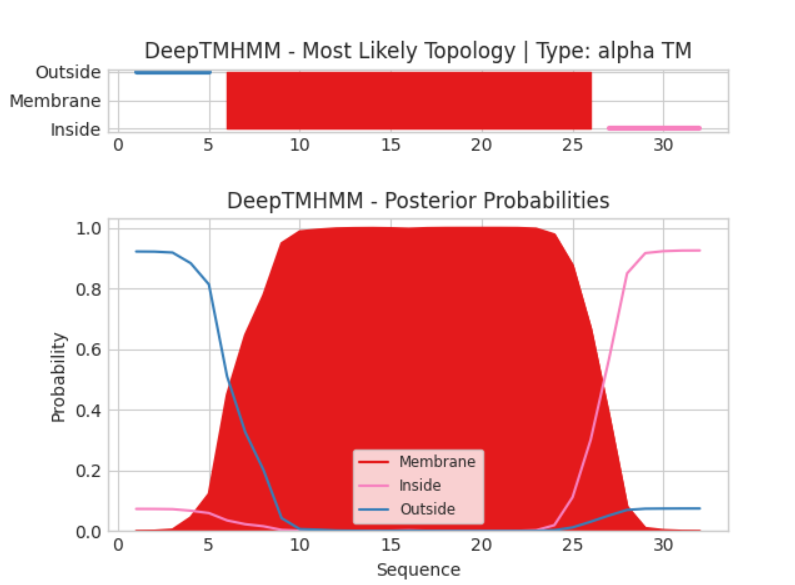 DeepTMHMM - Most Likely Topology | Type: alpha TM
Outside
Membrane
Inside
0 5 10 15 20 25 30
DeepTMHMM - Posterior Probabilities
1.0
0.8
0.6
0.4
0.2
0.0
Probability
Membrane
Inside
Outside
0 5 10 15 20 25 30
Sequence